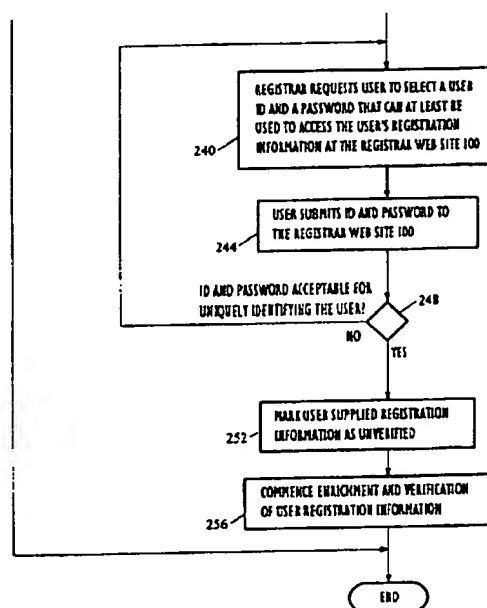 REGISTRAR REQUESTS USER TO SELECT A USER
ID AND A PASSWORD THAT CAN AT LEAST BE
USED TO ACCESS THE USER'S REGISTRATION
INFORMATION AT THE REGISTRAR WEB SITE 100
240
USER SUBMITS ID AND PASSWORD TO
THE REGISTRAR WEB SITE 100
244
ID AND PASSWORD ACCEPTABLE FOR
UNIQUELY IDENTIFYING THE USER?
248
NO
YES
MARK USER SUPPLIED REGISTRATION
INFORMATION AS UNVERIFIED
252
COMMENCE ENRICHMENT AND VERIFICATION
OF USER REGISTRATION INFORMATION
256
END